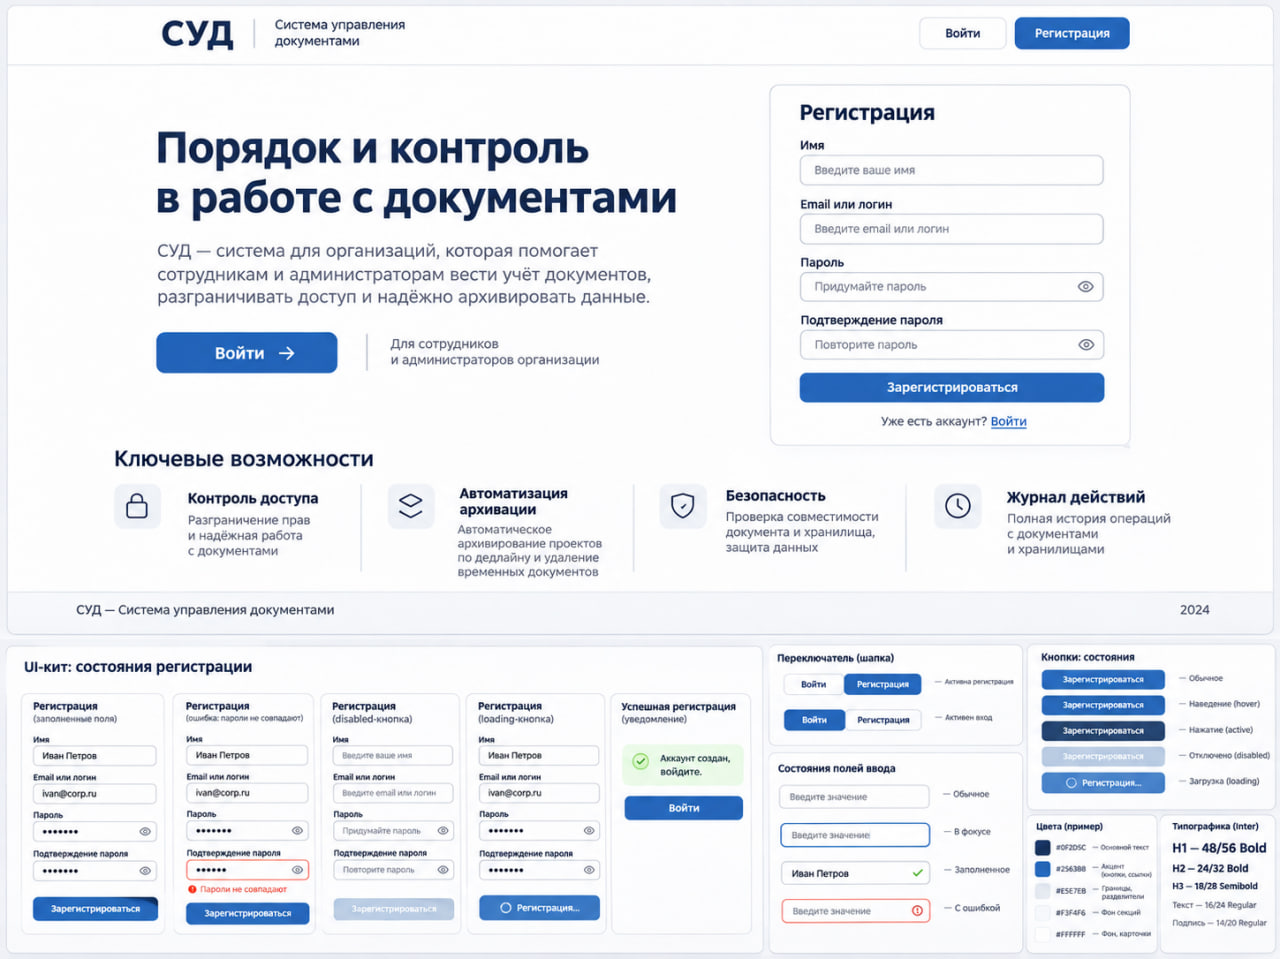 СУД
Система управления
документами
Войти
Регистрация
Порядок и контроль
в работе с документами
СУД — система для организаций, которая помогает
сотрудникам и администраторам вести учёт документов,
разграничивать доступ и надёжно архивировать данные.
Войти →
Для сотрудников
и администраторов организации
Регистрация
Имя
Введите ваше имя
Email или логин
Введите email или логин
Пароль
Придумайте пароль
Подтверждение пароля
Повторите пароль
Зарегистрироваться
Уже есть аккаунт? Войти
Ключевые возможности
Контроль доступа
Разграничение прав
и надёжная работа
с документами
Автоматизация
архивации
Автоматическое
архивирование проектов
по дедлайну и удаление
временных документов
Безопасность
Проверка совместимости
документа и хранилища,
защита данных
Журнал действий
Полная история операций
с документами
и хранилищами
СУД — Система управления документами
2024
UI-кит: состояния регистрации
Регистрация
(заполненные поля)
Имя
Иван Петров
Email или логин
ivan@corp.ru
Пароль
•••••••
Подтверждение пароля
•••••••
Зарегистрироваться
Регистрация
(ошибка: пароли не совпадают)
Имя
Иван Петров
Email или логин
ivan@corp.ru
Пароль
•••••••
Подтверждение пароля
••••••
Пароли не совпадают
Зарегистрироваться
Регистрация
(disabled-кнопка)
Имя
Введите ваше имя
Email или логин
Введите email или логин
Пароль
Придумайте пароль
Подтверждение пароля
Повторите пароль
Зарегистрироваться
Регистрация
(loading-кнопка)
Имя
Иван Петров
Email или логин
ivan@corp.ru
Пароль
•••••••
Подтверждение пароля
•••••••
Регистрация...
Успешная регистрация
(уведомление)
Аккаунт создан,
войдите.
Войти
Переключатель (шапка)
Войти
Регистрация
— Активна регистрация
Войти
Регистрация
— Активен вход
Состояния полей ввода
Введите значение
— Обычное
Введите значение
— В фокусе
Иван Петров
— Заполненное
Введите значение
— С ошибкой
Кнопки: состояния
Зарегистрироваться
— Обычное
Зарегистрироваться
— Наведение (hover)
Зарегистрироваться
— Нажатие (active)
Зарегистрироваться
— Отключено (disabled)
Регистрация...
— Загрузка (loading)
Цвета (пример)
#0F2D5C — Основной текст
#2563B8 — Акцент
(кнопки, ссылки)
#E5E7EB — Границы,
разделители
#F3F4F6 — Фон секций
#FFFFFF — Фон, карточки
Типографика (Inter)
H1 — 48/56 Bold
H2 — 24/32 Bold
H3 — 18/28 Semibold
Текст — 16/24 Regular
Подпись — 14/20 Regular